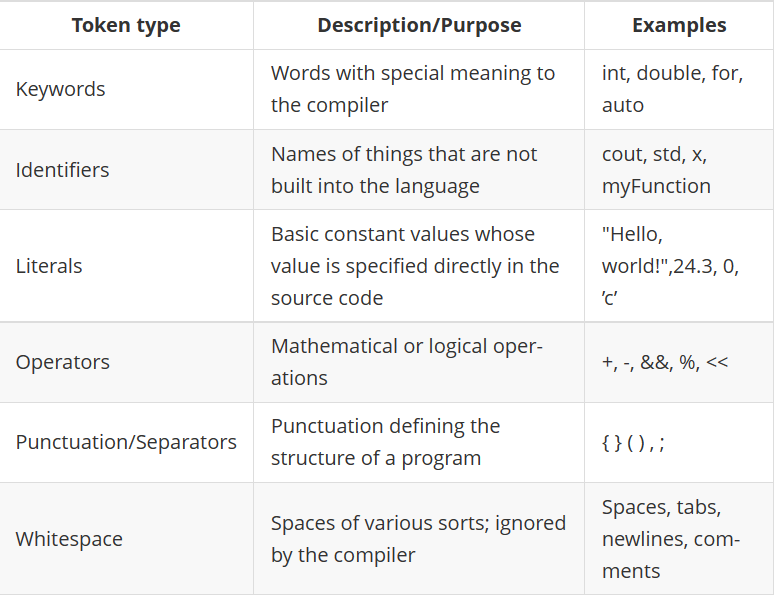 Token type Description/Purpose Examples
Keywords
Words with special meaning to
the compiler
int, double, for,
auto
Identifiers
Names of things that are not
built into the language
cout, std, x,
myFunction
Literals
Basic constant values whose
value is specified directly in the
source code
"Hello,
world!",24.3, 0,
’c’
Operators
Mathematical or logical oper-
ations
+, -, &&, %, <<
Punctuation/Separators
Punctuation defining the
structure of a program
{ } ( ) , ;
Whitespace
Spaces of various sorts; ignored
by the compiler
Spaces, tabs,
newlines, com-
ments